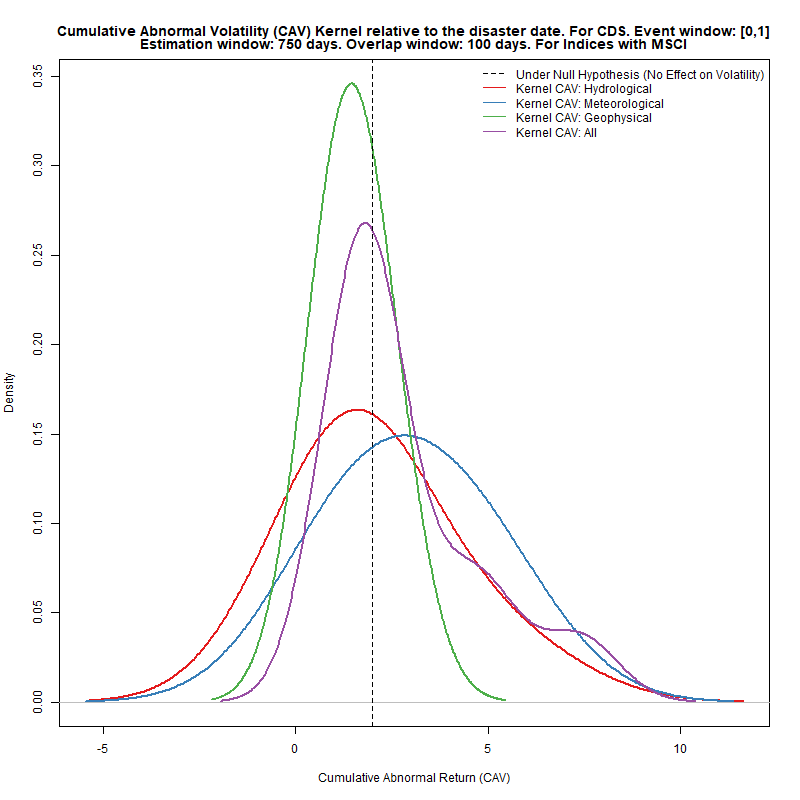 Cumulative Abnormal Volatility (CAV) Kernel relative to the disaster date. For CDS. Event window: [0,1]
Estimation window: 750 days. Overlap window: 100 days. For Indices with MSCI
Under Null Hypothesis (No Effect on Volatility)
Kernel CAV: Hydrological
Kernel CAV: Meteorological
Kernel CAV: Geophysical
Kernel CAV: All
0.35
0.30
0.25
0.20
0.15
0.10
0.05
0.00
Density
-5
0
5
10
Cumulative Abnormal Return (CAV)